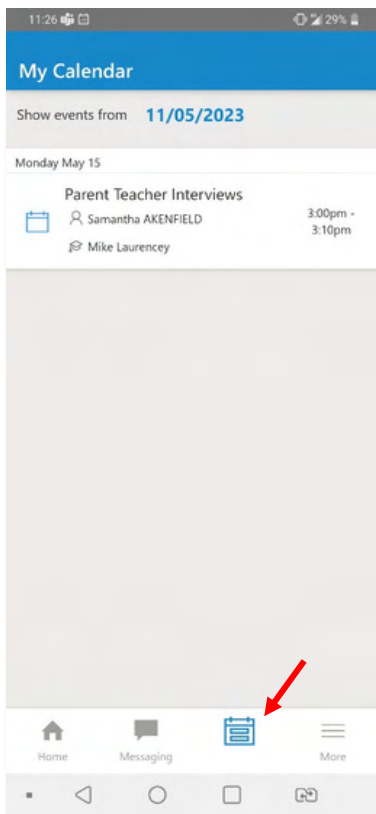 11:26 29%
My Calendar
Show events from 11/05/2023
Monday May 15
Parent Teacher Interviews
Samantha AKENFIELD
3:00pm -
3:10pm
Mike Laurencey
Home Messaging More